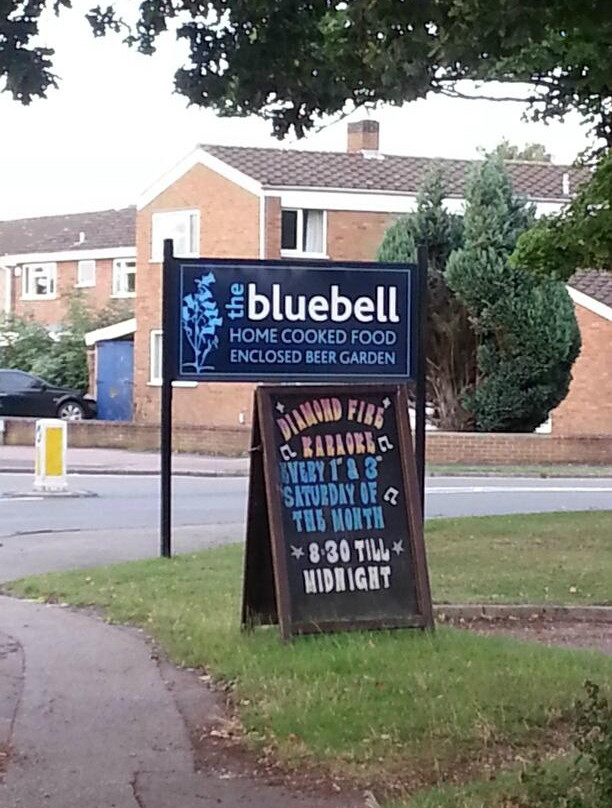 the bluebell
HOME COOKED FOOD
ENCLOSED BEER GARDEN
DIAMOND FIRE
KARAOKE
EVERY 1st & 3rd
SATURDAY OF
THE MONTH
8·30 TILL
MIDNIGHT